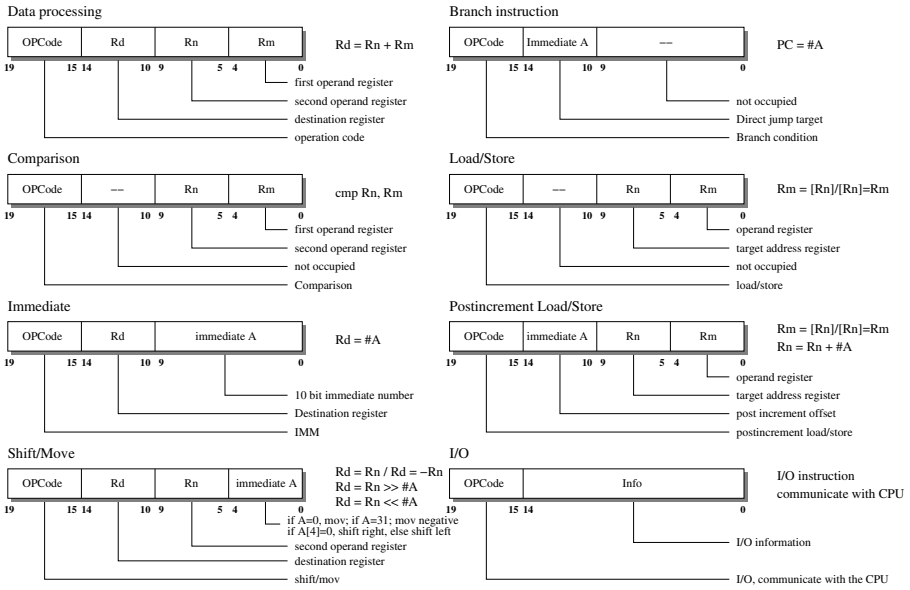 Data processing
OPCode Rd Rn Rm
Rd = Rn + Rm
19 15 14 10 9 5 4 0
first operand register
second operand register
destination register
operation code
Branch instruction
OPCode Immediate A −−
PC = #A
19 15 14 10 9 0
not occupied
Direct jump target
Branch condition
Comparison
OPCode −− Rn Rm
cmp Rn, Rm
19 15 14 10 9 5 4 0
first operand register
second operand register
not occupied
Comparison
Load/Store
OPCode −− Rn Rm
Rm = [Rn]/[Rn]=Rm
19 15 14 10 9 5 4 0
operand register
target address register
not occupied
load/store
Immediate
OPCode Rd immediate A
Rd = #A
19 15 14 10 9 0
10 bit immediate number
Destination register
IMM
Postincrement Load/Store
OPCode immediate A Rn Rm
Rm = [Rn]/[Rn]=Rm
Rn = Rn + #A
19 15 14 10 9 5 4 0
operand register
target address register
post increment offset
postincrement load/store
Shift/Move
OPCode Rd Rn immediate A
Rd = Rn / Rd = −Rn
Rd = Rn >> #A
Rd = Rn << #A
19 15 14 10 9 5 4 0
if A=0, mov; if A=31; mov negative
if A[4]=0, shift right, else shift left
second operand register
destination register
shift/mov
I/O
OPCode Info
I/O instruction
communicate with CPU
19 15 14 0
I/O information
I/O, communicate with the CPU